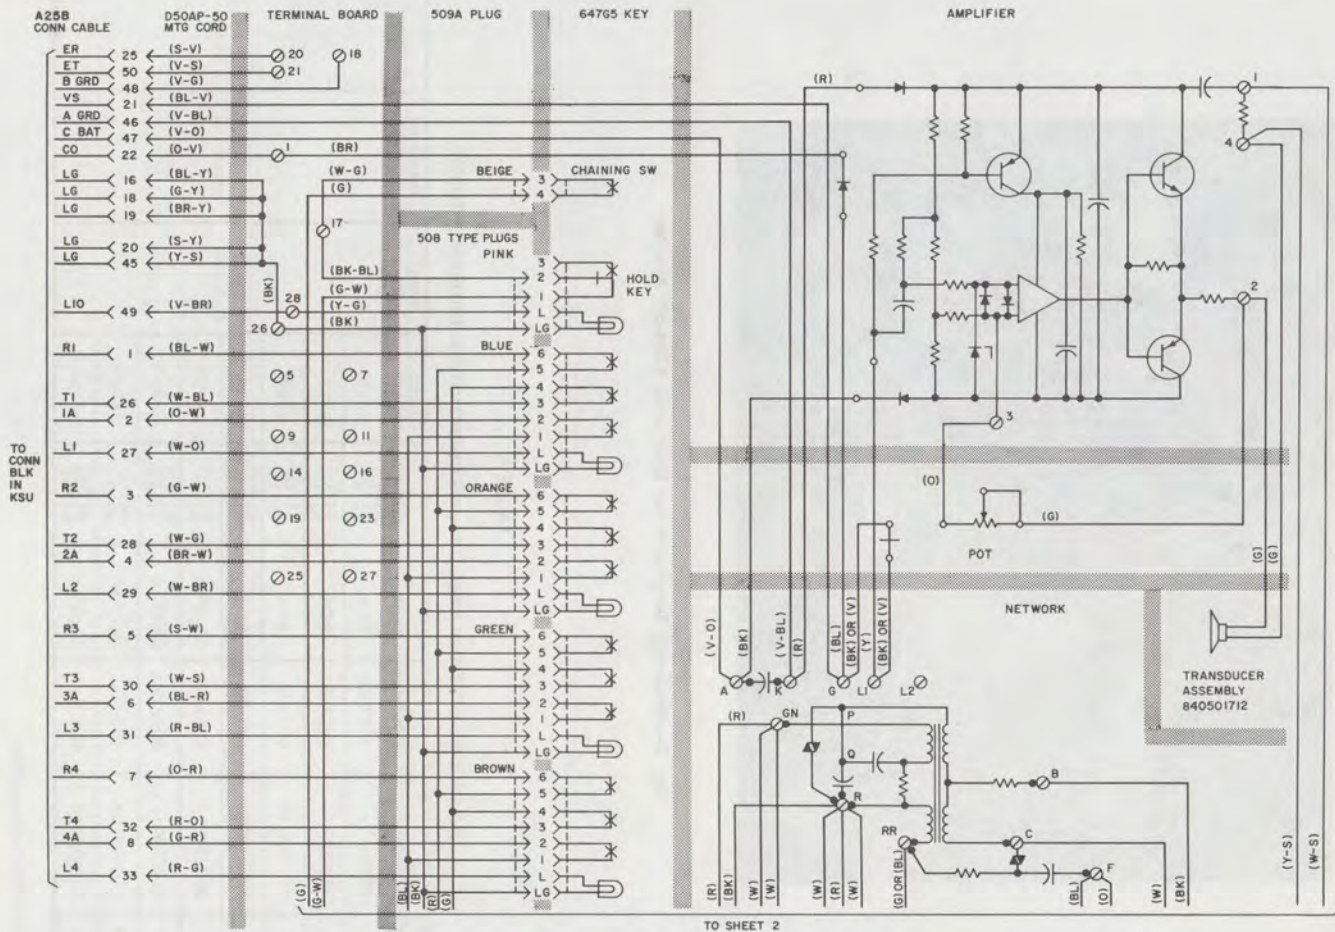 A25B D50AP-50 TERMINAL BOARD 509A PLUG 647G5 KEY AMPLIFIER
CONN CABLE MTG CORD
ER 25 (S-V) 20 18
ET 50 (V-S) 21
B GRD 48 (V-G)
VS 21 (BL-V)
A GRD 46 (V-BL)
C BAT 47 (V-O)
CO 22 (O-V) 1 (BR)
LG 16 (BL-Y) (W-G) BEIGE 3 CHAINING SW
LG 18 (G-Y) (G) 4
LG 19 (BR-Y) 17
508 TYPE PLUGS
PINK
LG 20 (S-Y) 3
LG 45 (Y-S) (BK-BL) 2 HOLD
KEY
(BK) (G-W) 1
L10 49 (V-BR) 28 (Y-G) L
26 (BK) LG
R1 1 (BL-W) BLUE 6
5 7 5
4
T1 26 (W-BL) 3
1A 2 (O-W) 2
9 11 1
L1 27 (W-O) L
14 16 LG
TO
CONN
BLK
IN
KSU
R2 3 (G-W) ORANGE 6
19 23 5
4
T2 28 (W-G) 3
2A 4 (BR-W) 2
25 27 1
L2 29 (W-BR) L
LG
R3 5 (S-W) GREEN 6
5
4
T3 30 (W-S) 3
3A 6 (BL-R) 2
1
L3 31 (R-BL) L
LG
R4 7 (O-R) BROWN 6
5
4
T4 32 (R-O) 3
4A 8 (G-R) 2
1
L4 33 (R-G) L
LG
(G) (G-W) (BL) (BK) (R) (G)
(R) 1
4
2
3
(O) (G)
POT
(G) (G)
NETWORK
(V-O) (BK) (V-BL) (R) (BL) (BK) OR (V) (Y) (BK) OR (V)
A K G L1 L2
TRANSDUCER
ASSEMBLY
840501712
(R) GN P
Q
R B
RR C
F
(R) (BK) (W) (W) (W) (R) (W) (G) OR (BL) (BL) (O) (W) (BK) (Y-S) (W-S)
TO SHEET 2